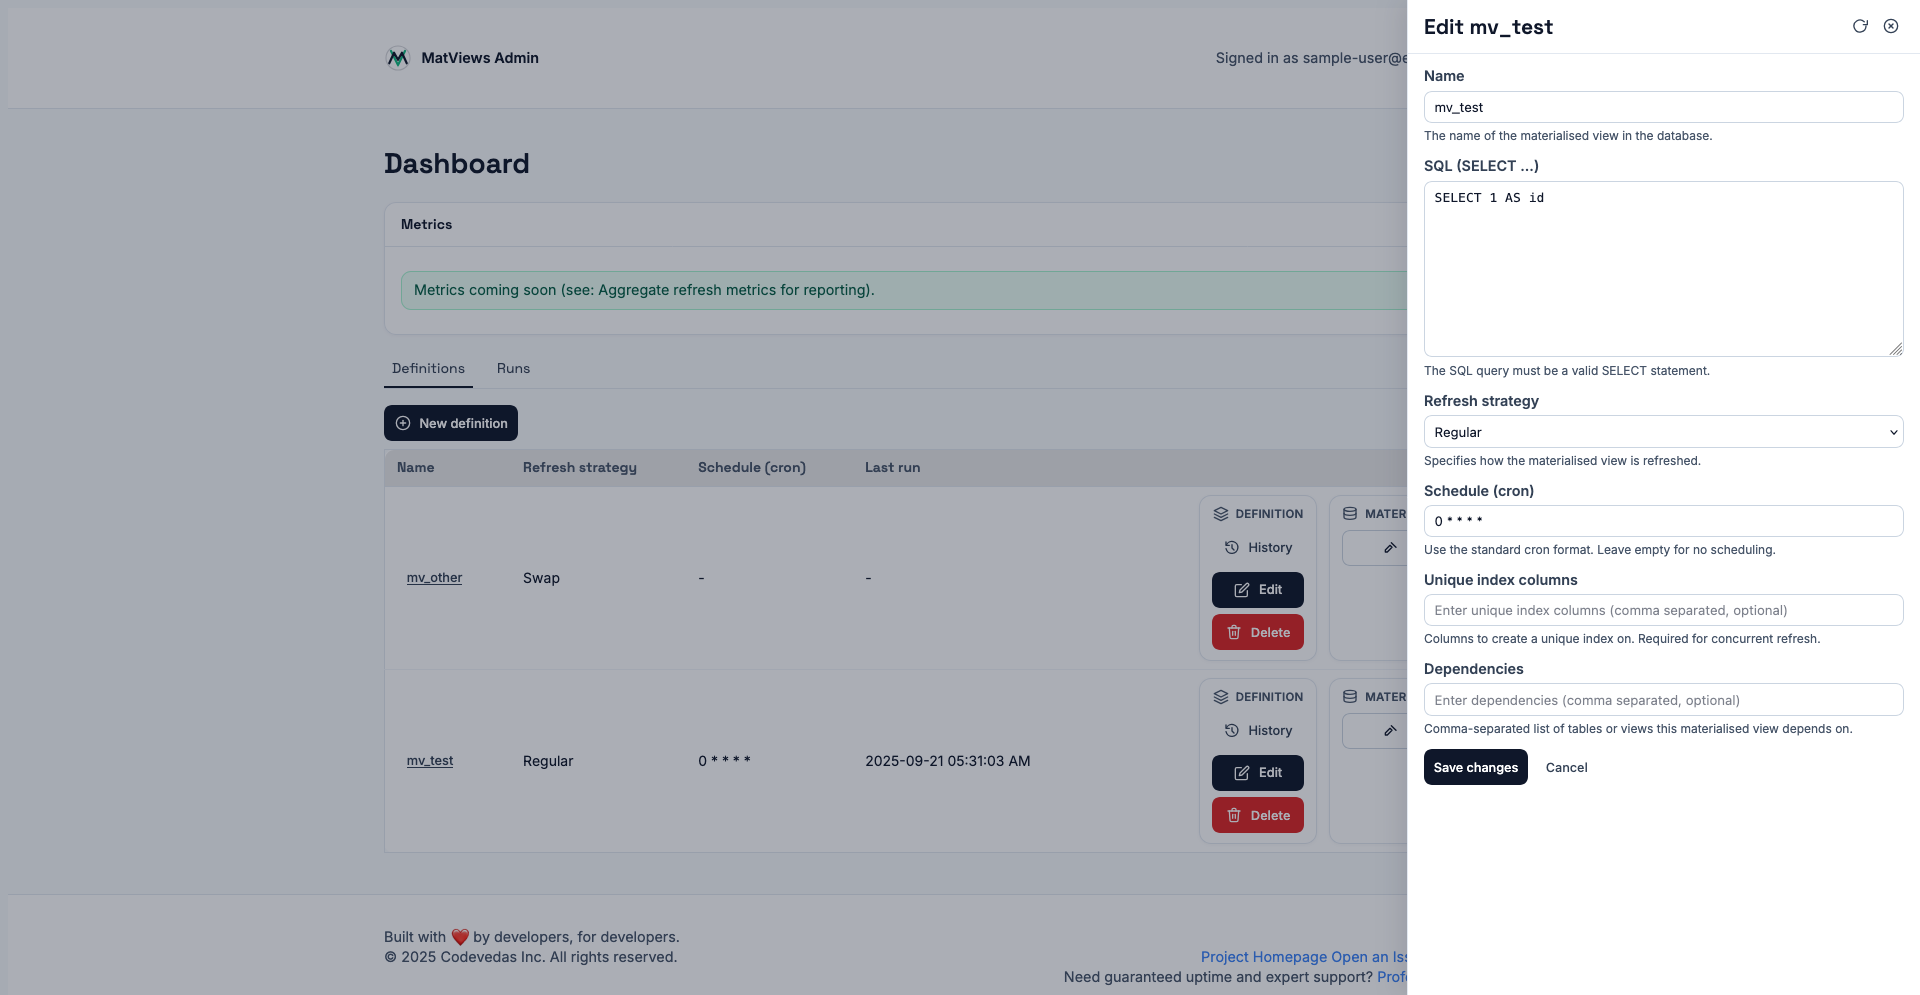 MatViews Admin
Signed in as sample-user@e
Dashboard
Metrics
Metrics coming soon (see: Aggregate refresh metrics for reporting).
Definitions
Runs
New definition
Name Refresh strategy Schedule (cron) Last run
DEFINITION
MATER
History
mv_other Swap - -
Edit
Delete
DEFINITION
MATER
History
mv_test Regular 0 * * * * 2025-09-21 05:31:03 AM
Edit
Delete
Built with ❤️ by developers, for developers.
© 2025 Codevedas Inc. All rights reserved.
Project Homepage Open an Iss
Need guaranteed uptime and expert support? Profe
Edit mv_test
Name
mv_test
The name of the materialised view in the database.
SQL (SELECT …)
SELECT 1 AS id
The SQL query must be a valid SELECT statement.
Refresh strategy
Regular
Specifies how the materialised view is refreshed.
Schedule (cron)
0 * * * *
Use the standard cron format. Leave empty for no scheduling.
Unique index columns
Enter unique index columns (comma separated, optional)
Columns to create a unique index on. Required for concurrent refresh.
Dependencies
Enter dependencies (comma separated, optional)
Comma-separated list of tables or views this materialised view depends on.
Save changes
Cancel